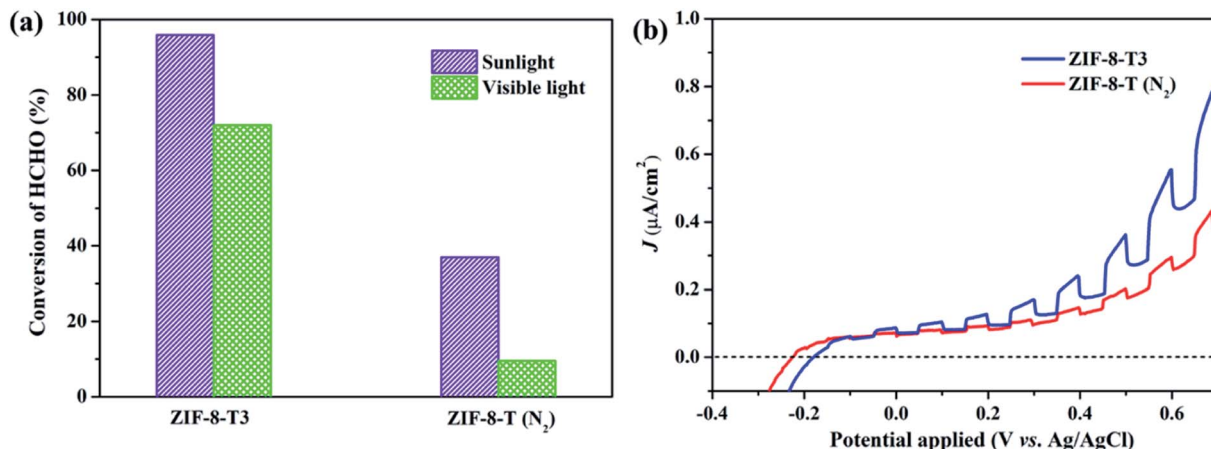 (a)
100
80
60
40
20
0
Conversion of HCHO (%)
Sunlight
Visible light
ZIF-8-T3
ZIF-8-T (N₂)
(b)
1.0
0.8
0.6
0.4
0.2
0.0
J (μA/cm²)
ZIF-8-T3
ZIF-8-T (N₂)
-0.4
-0.2
0.0
0.2
0.4
0.6
Potential applied (V vs. Ag/AgCl)